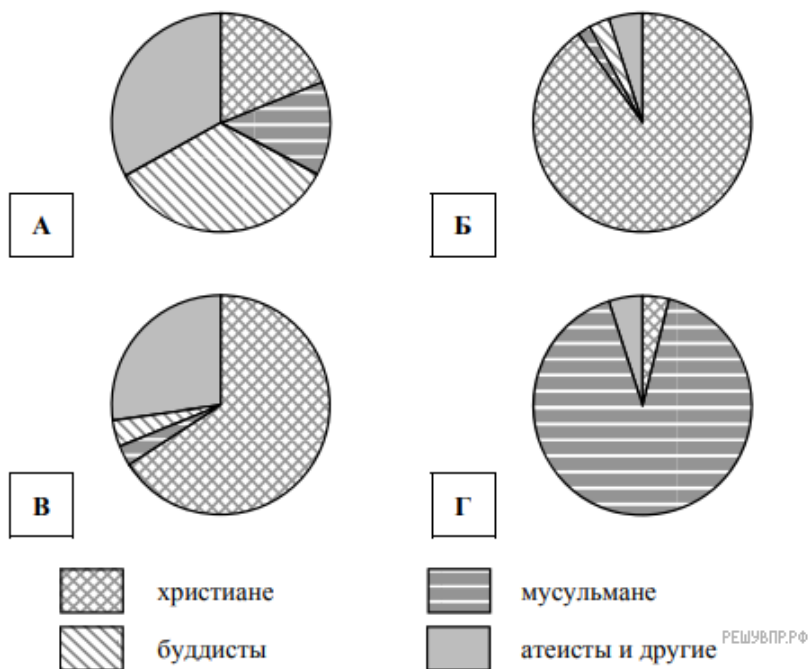 А
Б
В
Г
христиане
мусульмане
буддисты
атеисты и другие
РЕШУВПР.РФ